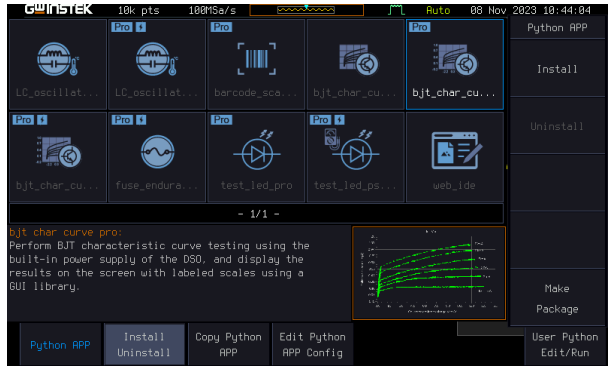 GWINSTEK 10k pts 100MSa/s Auto 08 Nov 2023 10:44:04
Python APP
Pro Pro Pro Pro
LC_oscillat... LC_oscillat... barcode_sca... bjt_char_cu... bjt_char_cu...
Install
Pro Pro Pro Pro
Uninstall
bjt_char_cu... fuse_endura... test_led_pro test_led_ps... web_ide
- 1/1 -
bjt char curve pro:
Perform BJT characteristic curve testing using the
built-in power supply of the DSO, and display the
results on the screen with labeled scales using a
GUI library.
Make
Package
Python APP
Install
Uninstall
Copy Python
APP
Edit Python
APP Config
User Python
Edit/Run